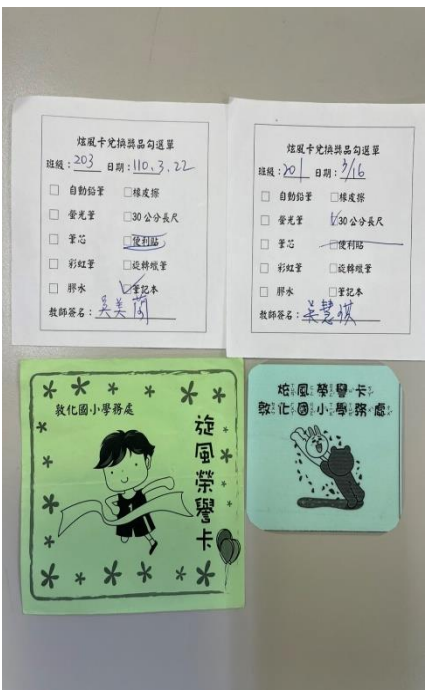 炫風卡兌換獎品勾選單
班級：203 日期：110.3.22
□ 自動鉛筆 □橡皮擦
□ 螢光筆 □30公分長尺
□ 筆芯 □便利貼
□ 彩虹筆 □旋轉蠟筆
□ 膠水 ☑筆記本
教師簽名：吳美蘭
炫風卡兌換獎品勾選單
班級：201 日期：3/16
□ 自動鉛筆 □橡皮擦
□ 螢光筆 ☑30公分長尺
□ 筆芯 □便利貼
□ 彩虹筆 □旋轉蠟筆
□ 膠水 □筆記本
教師簽名：吳慧琪
敦化國小學務處
旋風榮譽卡
炫風榮譽卡
敦化國小學務處